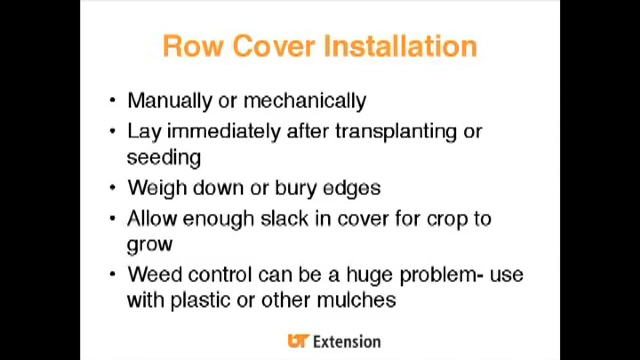 Row Cover Installation
• Manually or mechanically
• Lay immediately after transplanting or
seeding
• Weigh down or bury edges
• Allow enough slack in cover for crop to
grow
• Weed control can be a huge problem- use
with plastic or other mulches
UT Extension